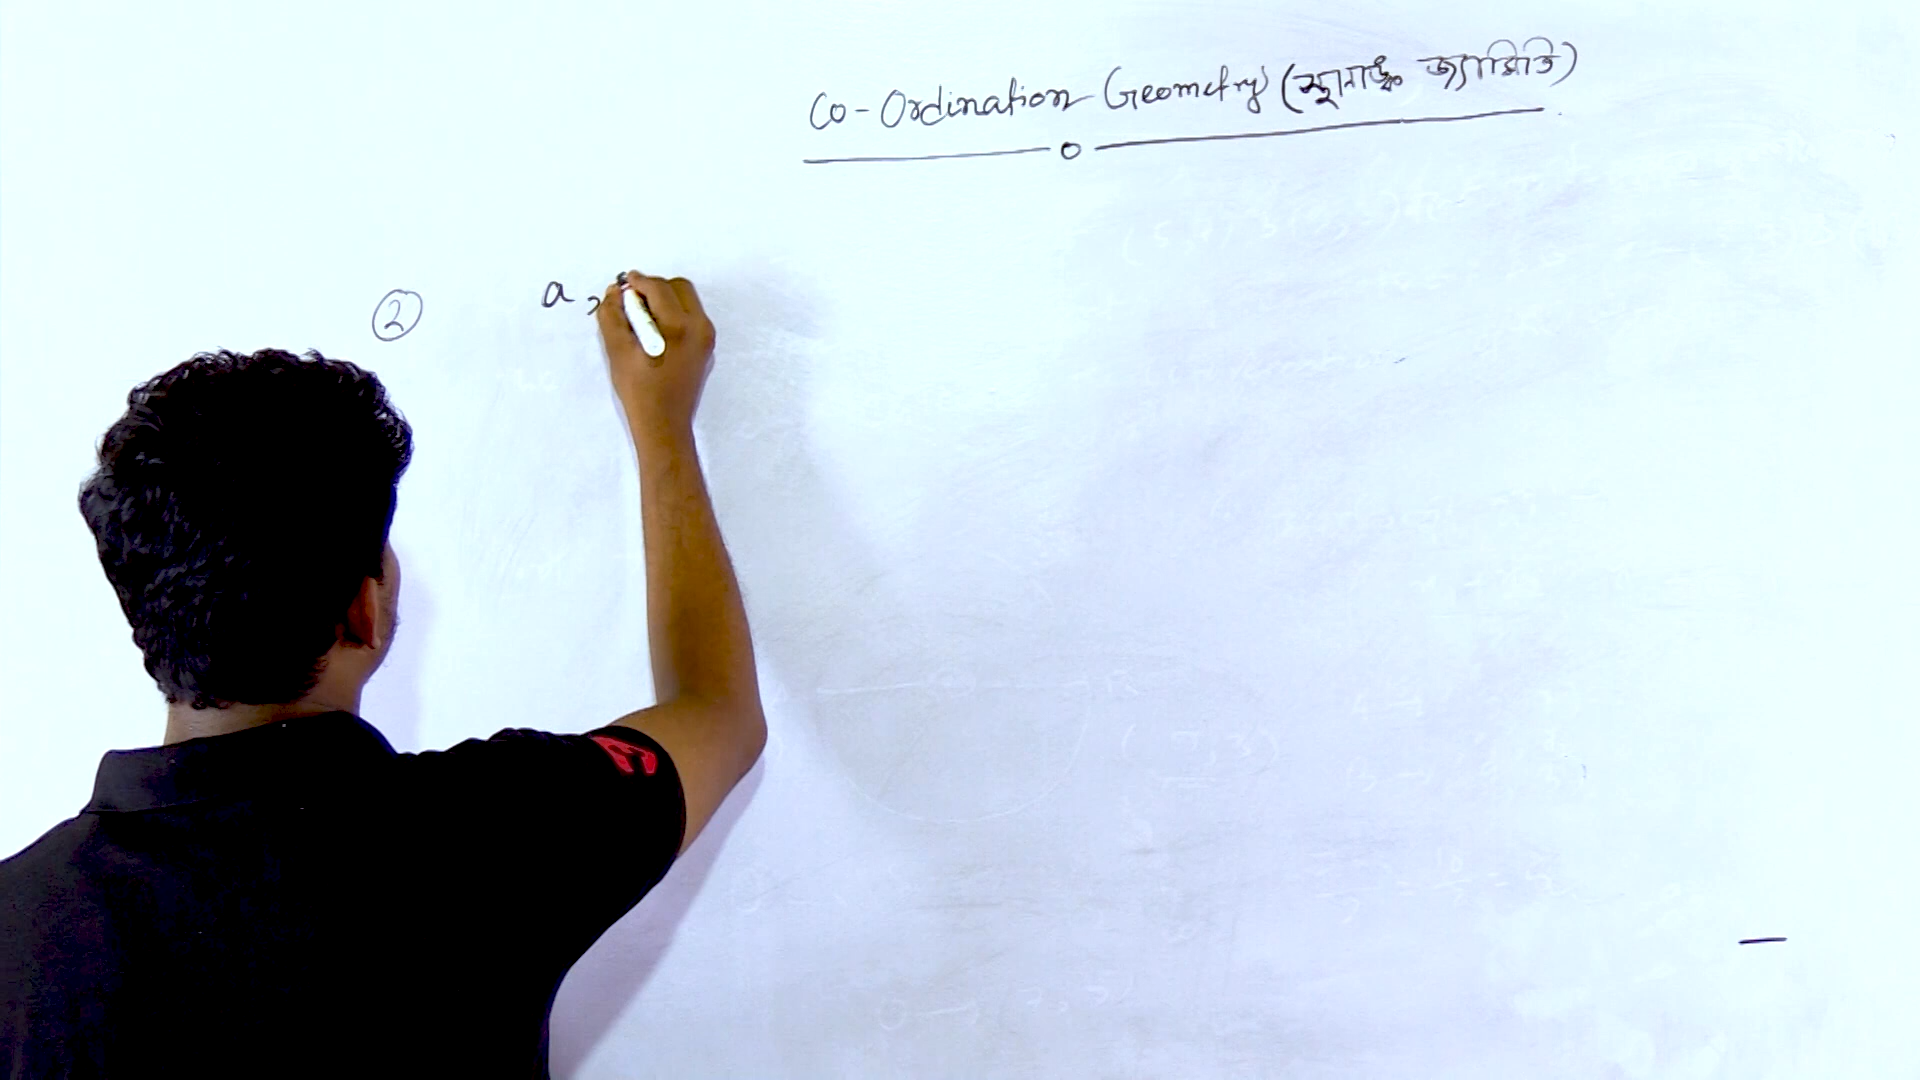 Co-Ordination Geometry (স্থানাঙ্ক জ্যামিতি)
② a ,